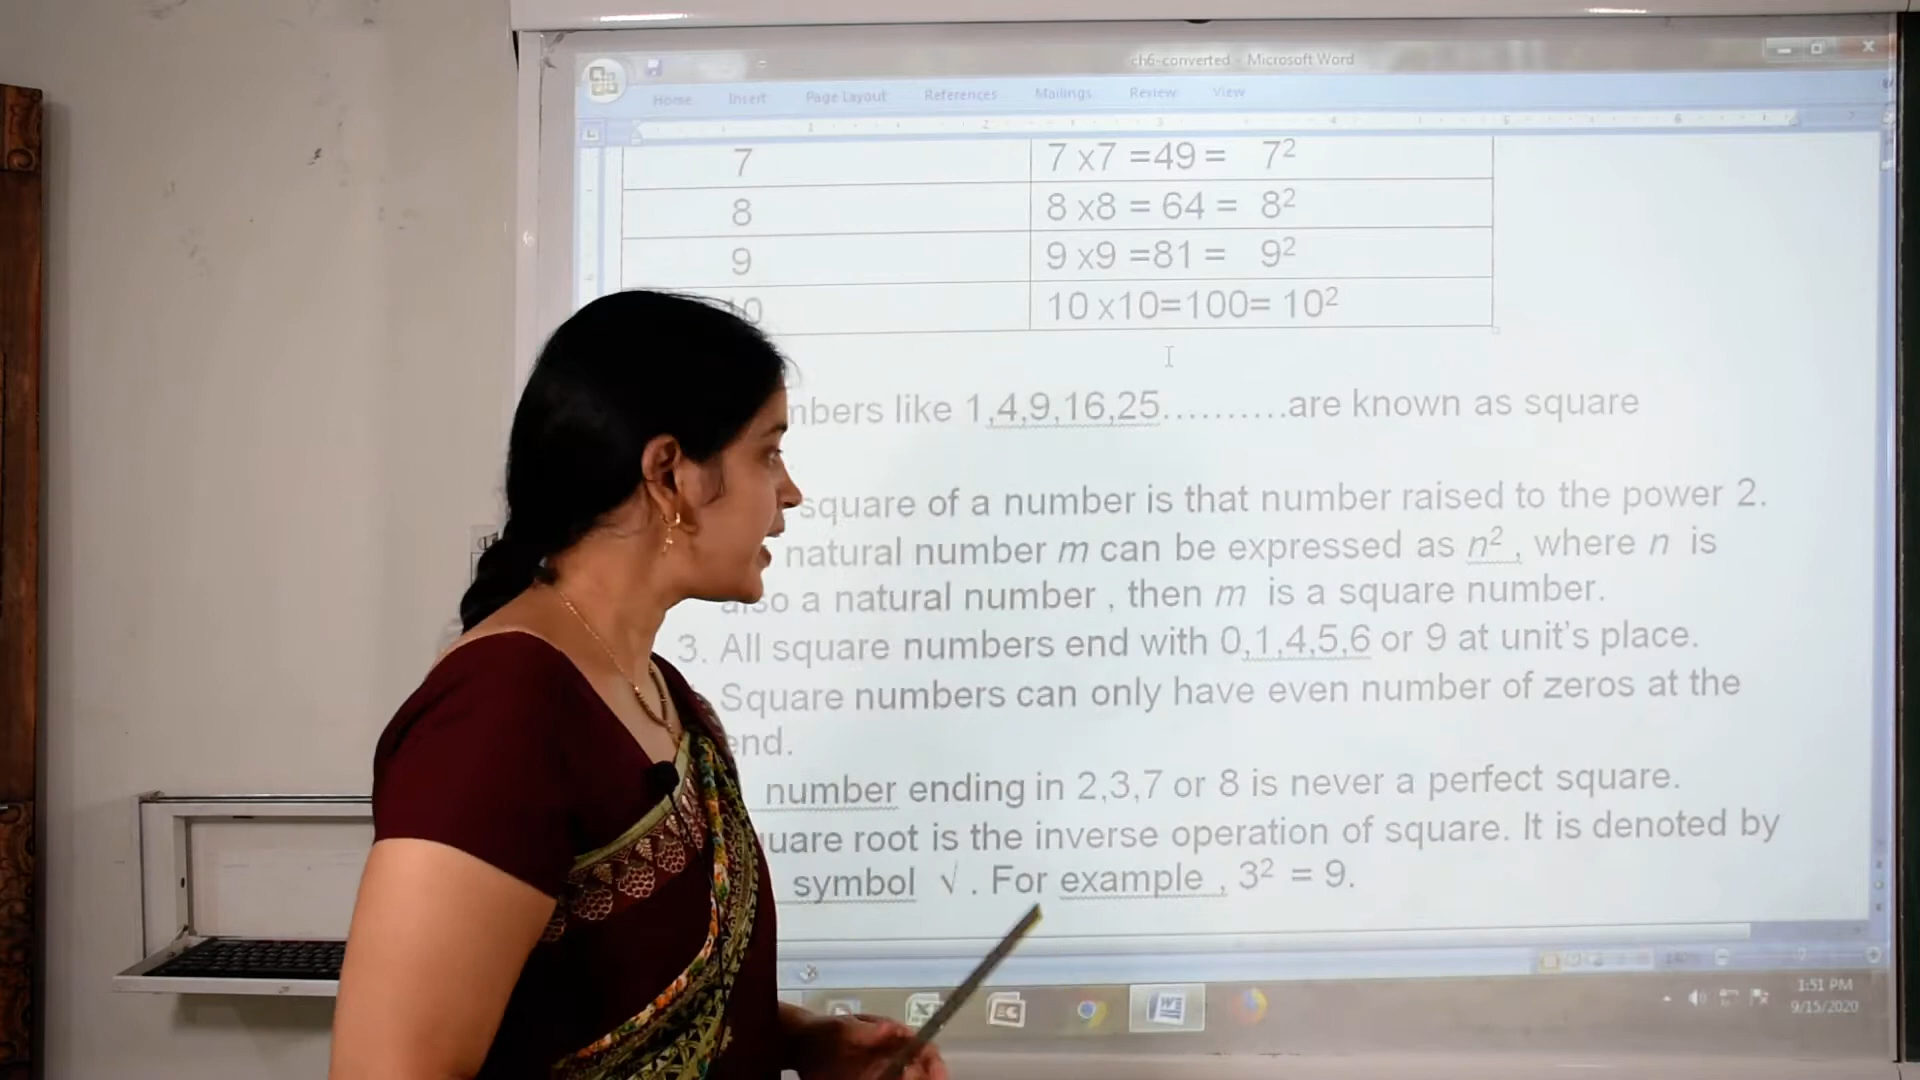 ch6-converted - Microsoft Word
Home Insert Page Layout References Mailings Review View
7 7 x7 =49 = 7²
8 8 x8 = 64 = 8²
9 9 x9 =81 = 9²
10 10 x10=100= 10²
mbers like 1,4,9,16,25..........are known as square
square of a number is that number raised to the power 2.
natural number m can be expressed as n² , where n is
also a natural number , then m is a square number.
3. All square numbers end with 0,1,4,5,6 or 9 at unit's place.
Square numbers can only have even number of zeros at the
end.
number ending in 2,3,7 or 8 is never a perfect square.
uare root is the inverse operation of square. It is denoted by
symbol √ . For example , 3² = 9.
1:51 PM
9/15/2020